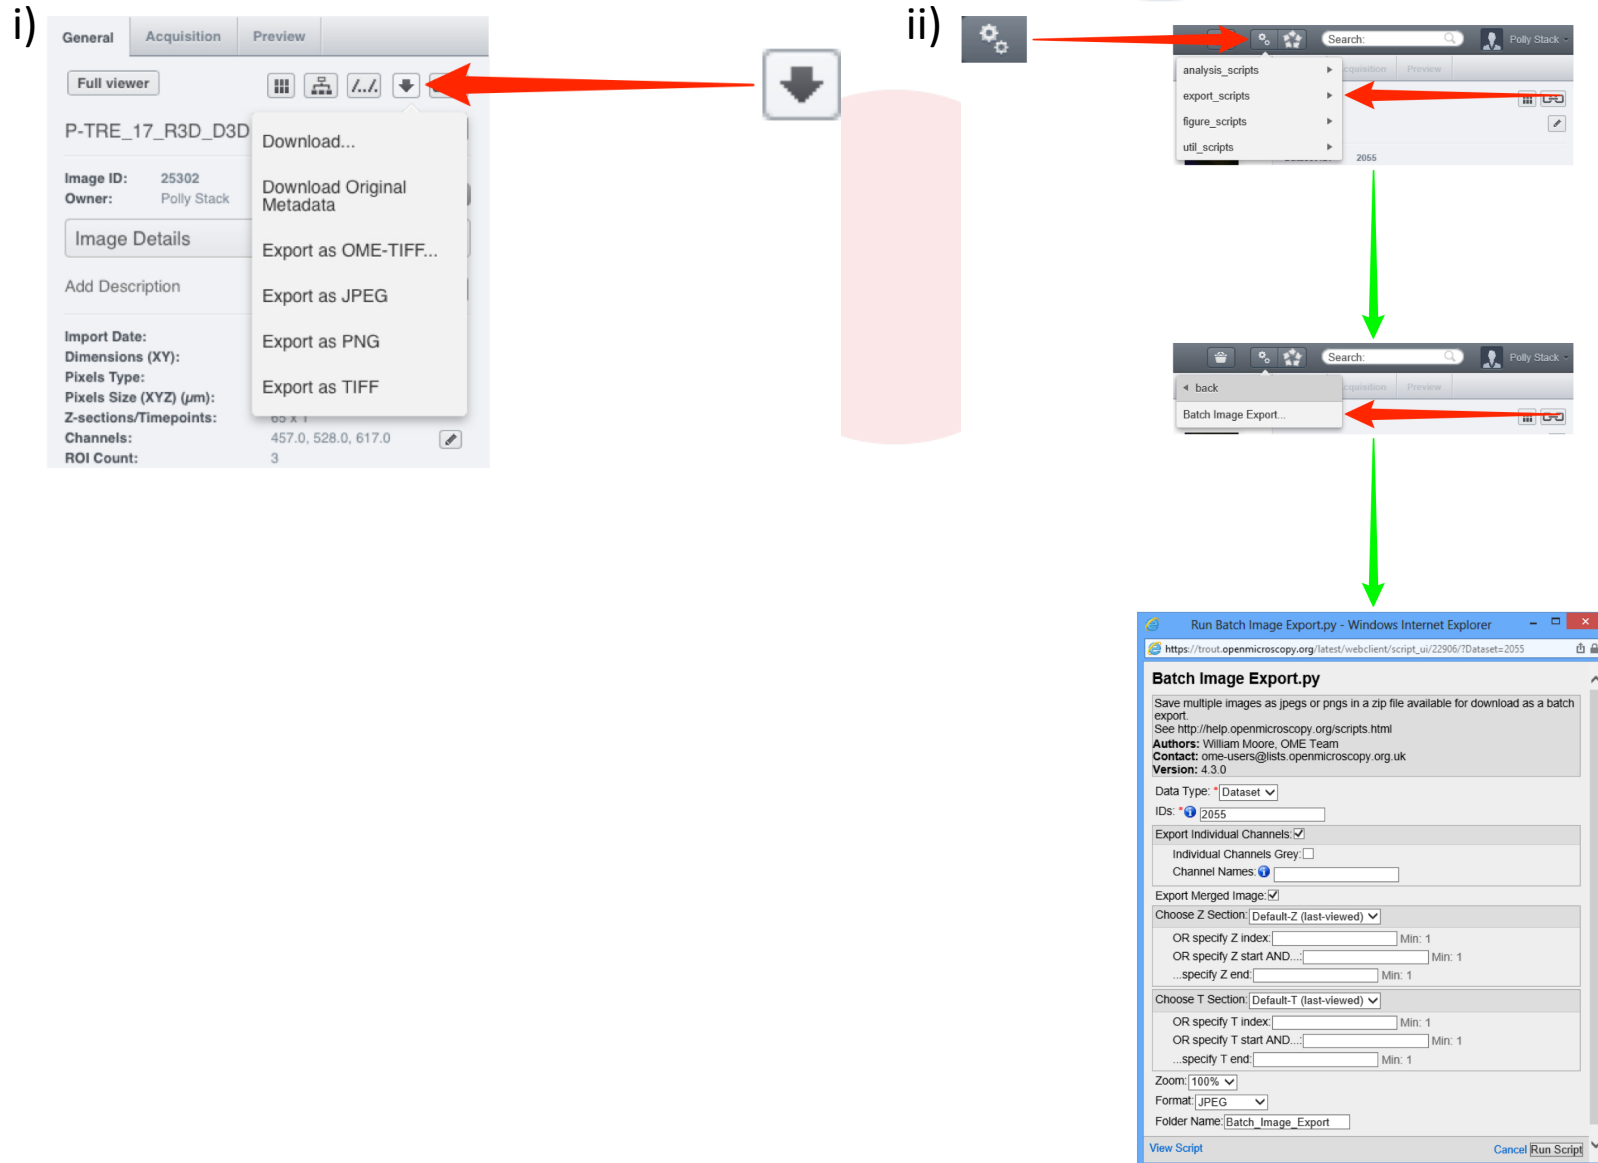 i)
General Acquisition Preview
Full viewer
P-TRE_17_R3D_D3D
Image ID: 25302
Owner: Polly Stack
Image Details
Add Description
Import Date:
Dimensions (XY):
Pixels Type:
Pixels Size (XYZ) (µm):
Z-sections/Timepoints: 65 x 1
Channels: 457.0, 528.0, 617.0
ROI Count: 3
Download...
Download Original
Metadata
Export as OME-TIFF...
Export as JPEG
Export as PNG
Export as TIFF
ii)
Search: Polly Stack
Acquisition Preview
analysis_scripts
export_scripts
figure_scripts
util_scripts
2055
Search: Polly Stack
Acquisition Preview
back
Batch Image Export...
Run Batch Image Export.py - Windows Internet Explorer
https://trout.openmicroscopy.org/latest/webclient/script_ui/22906/?Dataset=2055
Batch Image Export.py
Save multiple images as jpegs or pngs in a zip file available for download as a batch
export.
See http://help.openmicroscopy.org/scripts.html
Authors: William Moore, OME Team
Contact: ome-users@lists.openmicroscopy.org.uk
Version: 4.3.0
Data Type: * Dataset
IDs: * 2055
Export Individual Channels:
Individual Channels Grey:
Channel Names:
Export Merged Image:
Choose Z Section: Default-Z (last-viewed)
OR specify Z index: Min: 1
OR specify Z start AND...: Min: 1
...specify Z end: Min: 1
Choose T Section: Default-T (last-viewed)
OR specify T index: Min: 1
OR specify T start AND...: Min: 1
...specify T end: Min: 1
Zoom: 100%
Format: JPEG
Folder Name: Batch_Image_Export
View Script Cancel Run Script